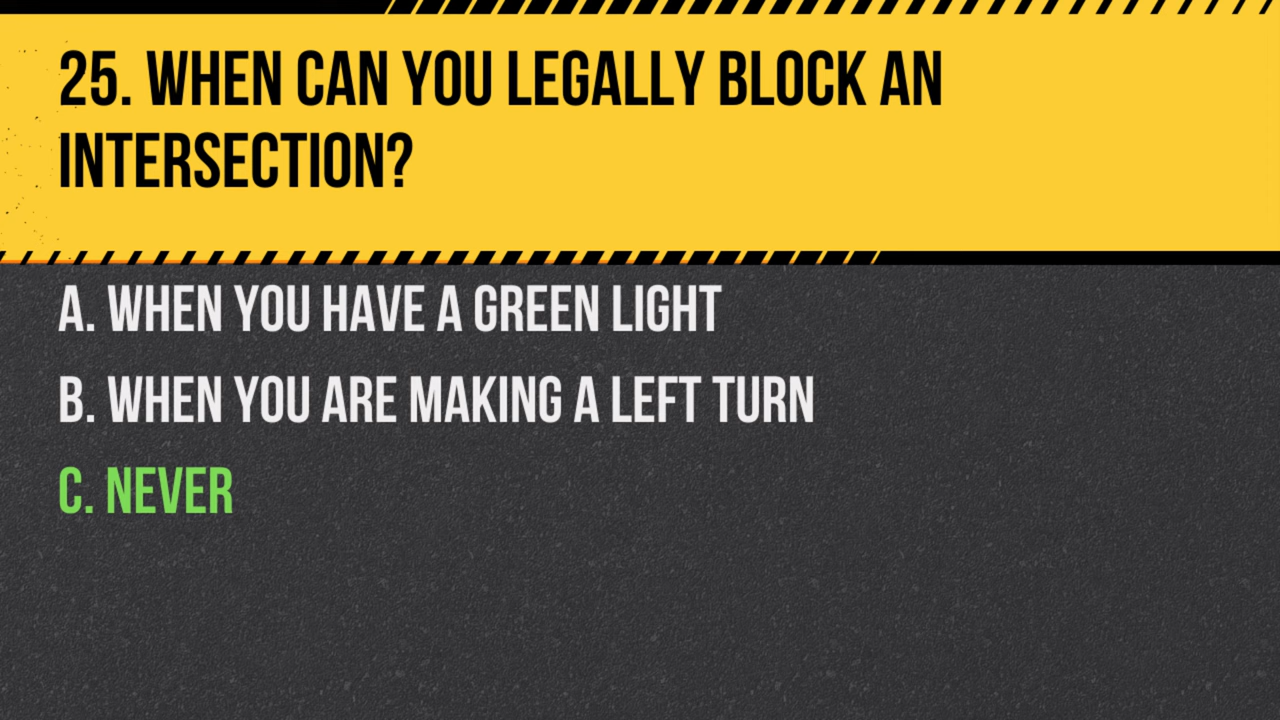 25. WHEN CAN YOU LEGALLY BLOCK AN
INTERSECTION?
A. WHEN YOU HAVE A GREEN LIGHT
B. WHEN YOU ARE MAKING A LEFT TURN
C. NEVER